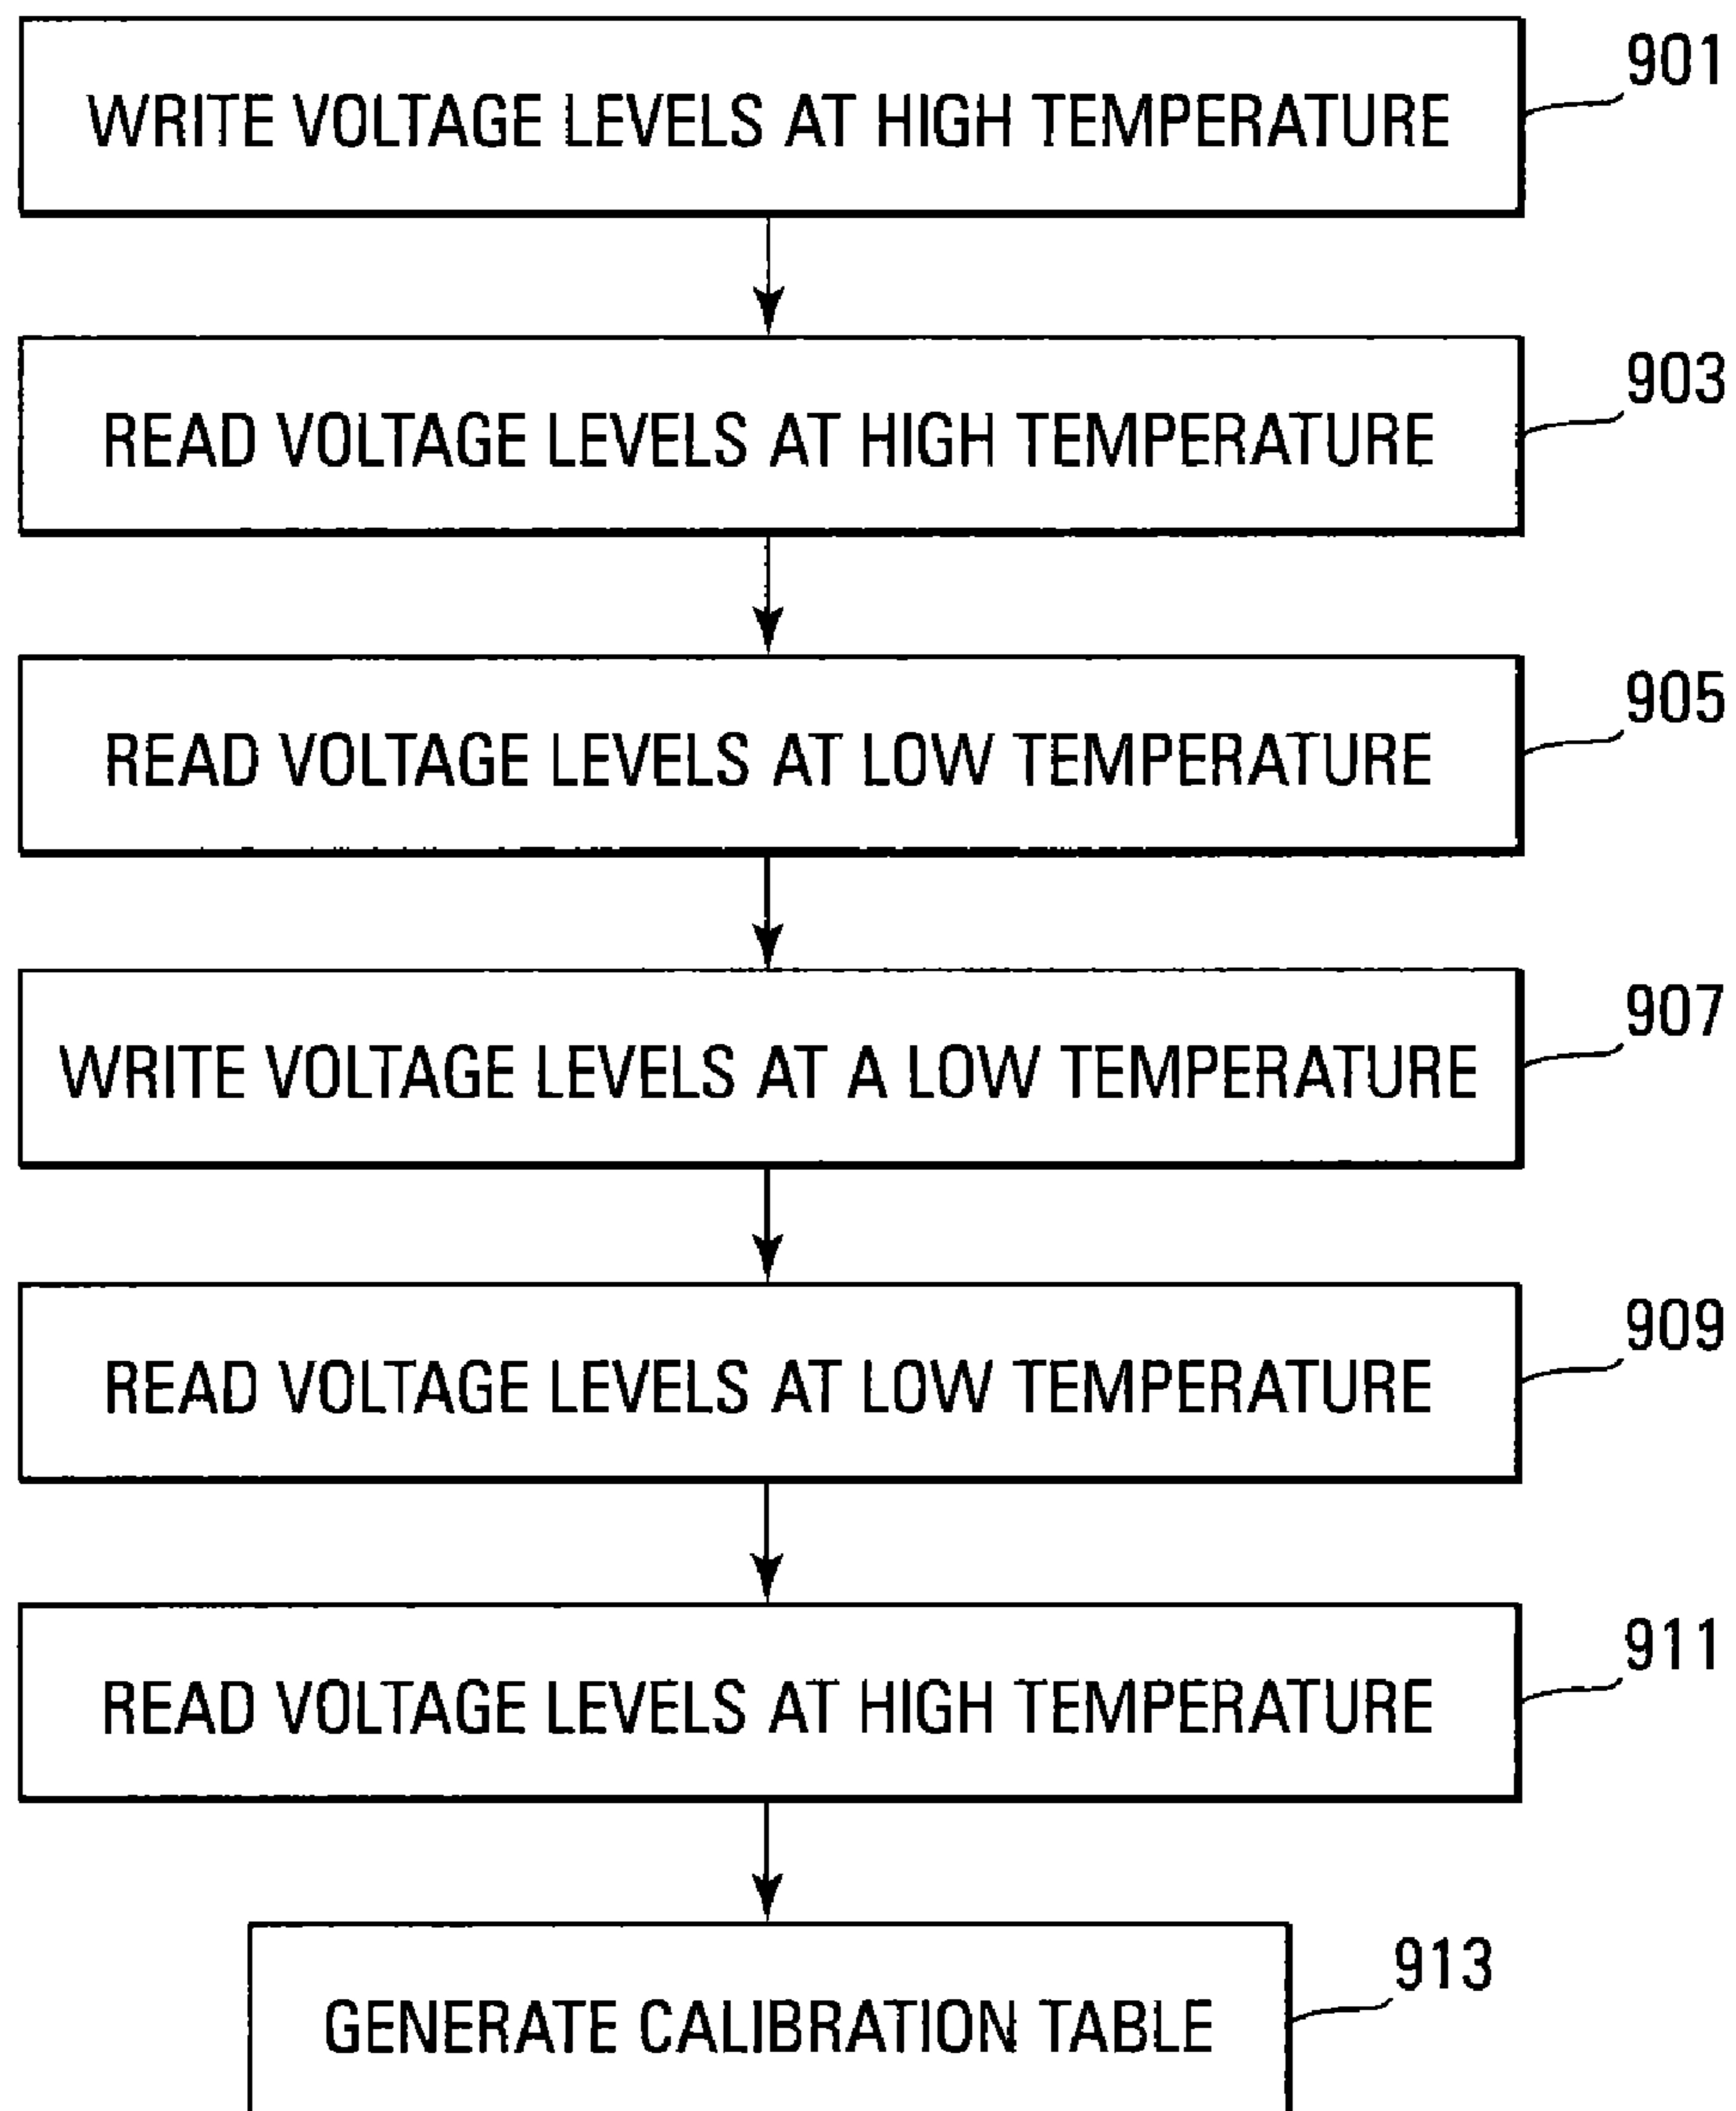 901
WRITE VOLTAGE LEVELS AT HIGH TEMPERATURE
903
READ VOLTAGE LEVELS AT HIGH TEMPERATURE
905
READ VOLTAGE LEVELS AT LOW TEMPERATURE
907
WRITE VOLTAGE LEVELS AT A LOW TEMPERATURE
909
READ VOLTAGE LEVELS AT LOW TEMPERATURE
911
READ VOLTAGE LEVELS AT HIGH TEMPERATURE
913
GENERATE CALIBRATION TABLE